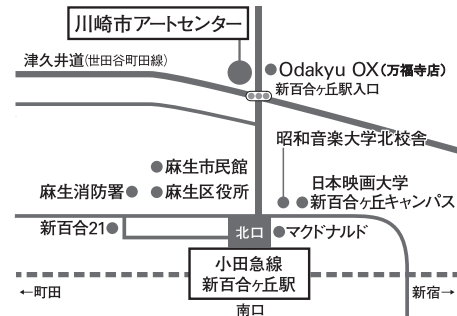 川崎市アートセンター
津久井道(世田谷町田線)
Odakyu OX(万福寺店)
新百合ヶ丘駅入口
昭和音楽大学北校舎
麻生市民館
日本映画大学
新百合ヶ丘キャンパス
麻生消防署
麻生区役所
新百合21
北口
マクドナルド
小田急線
新百合ヶ丘駅
←町田
新宿→
南口